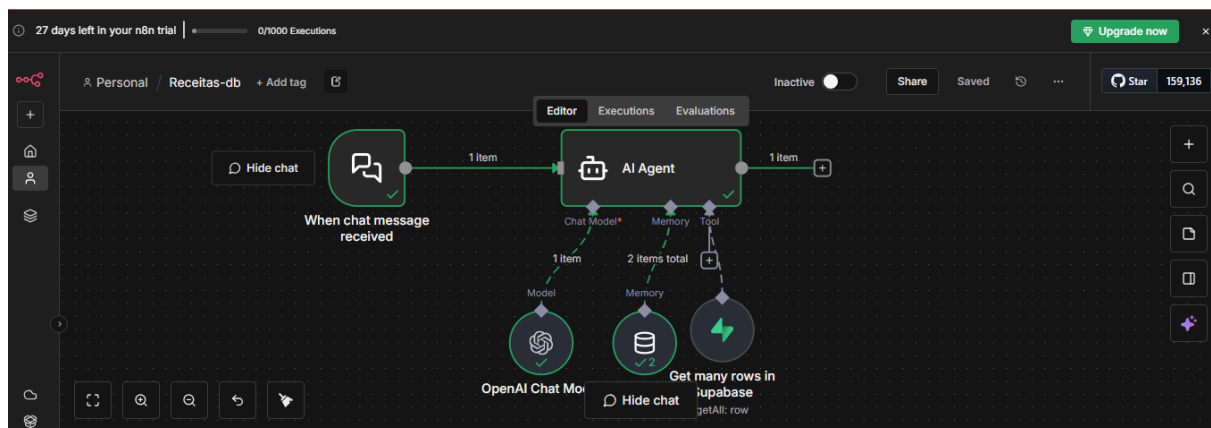 27 days left in your n8n trial 0/1000 Executions Upgrade now
Personal / Receitas-db + Add tag Inactive Share Saved Star 159,136
Editor Executions Evaluations
Hide chat 1 item AI Agent 1 item
When chat message
received
Chat Model* Memory Tool
1 item 2 items total
Model Memory
2
OpenAI Chat Mo
Get many rows in
Supabase
Hide chat
getAll: row